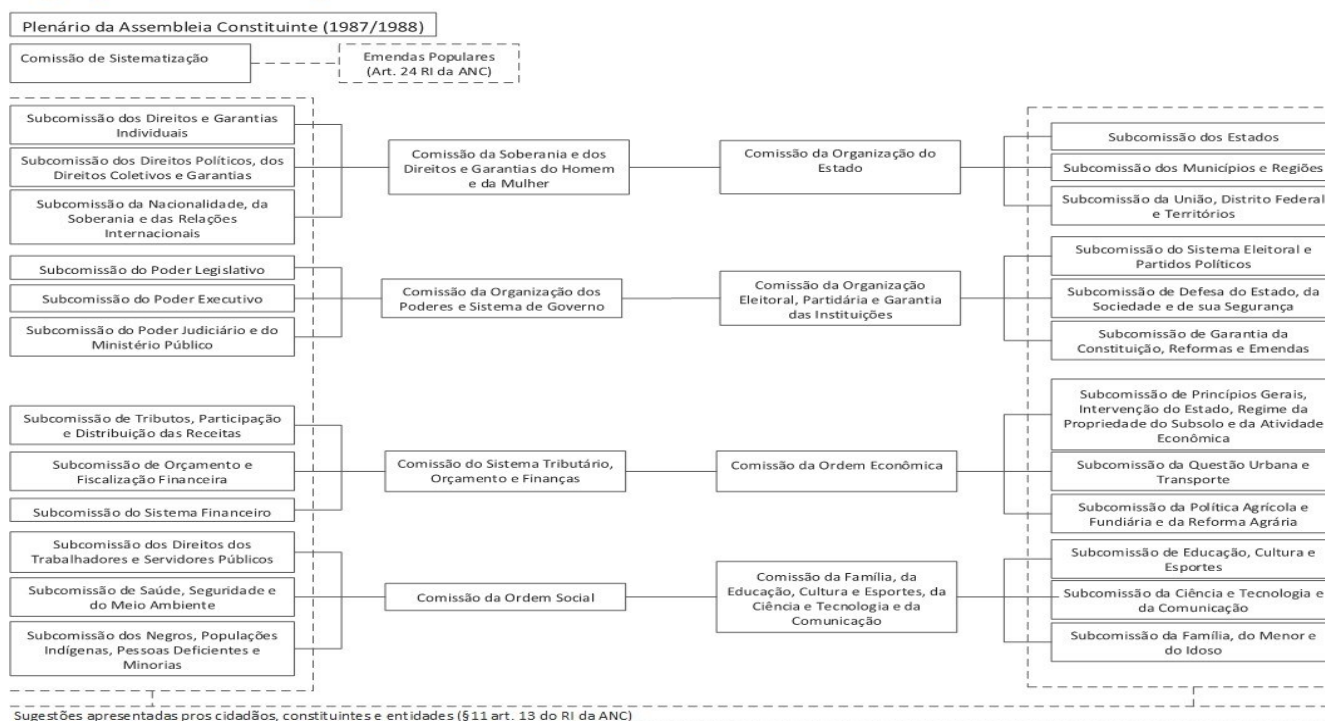 Plenário da Assembleia Constituinte (1987/1988)
Comissão de Sistematização
Emendas Populares
(Art. 24 RI da ANC)
Subcomissão dos Direitos e Garantias
Individuais
Subcomissão dos Direitos Políticos, dos
Direitos Coletivos e Garantias
Subcomissão da Nacionalidade, da
Soberania e das Relações
Internacionais
Comissão da Soberania e dos
Direitos e Garantias do Homem
e da Mulher
Comissão da Organização do
Estado
Subcomissão dos Estados
Subcomissão dos Municípios e Regiões
Subcomissão da União, Distrito Federal
e Territórios
Subcomissão do Poder Legislativo
Subcomissão do Poder Executivo
Subcomissão do Poder Judiciário e do
Ministério Público
Comissão da Organização dos
Poderes e Sistema de Governo
Comissão da Organização
Eleitoral, Partidária e Garantia
das Instituições
Subcomissão do Sistema Eleitoral e
Partidos Políticos
Subcomissão de Defesa do Estado, da
Sociedade e de sua Segurança
Subcomissão de Garantia da
Constituição, Reformas e Emendas
Subcomissão de Tributos, Participação
e Distribuição das Receitas
Subcomissão de Orçamento e
Fiscalização Financeira
Subcomissão do Sistema Financeiro
Comissão do Sistema Tributário,
Orçamento e Finanças
Comissão da Ordem Econômica
Subcomissão de Princípios Gerais,
Intervenção do Estado, Regime da
Propriedade do Subsolo e da Atividade
Econômica
Subcomissão da Questão Urbana e
Transporte
Subcomissão da Política Agrícola e
Fundiária e da Reforma Agrária
Subcomissão dos Direitos dos
Trabalhadores e Servidores Públicos
Subcomissão de Saúde, Seguridade e
do Meio Ambiente
Subcomissão dos Negros, Populações
Indígenas, Pessoas Deficientes e
Minorias
Comissão da Ordem Social
Comissão da Família, da
Educação, Cultura e Esportes, da
Ciência e Tecnologia e da
Comunicação
Subcomissão de Educação, Cultura e
Esportes
Subcomissão da Ciência e Tecnologia e
da Comunicação
Subcomissão da Família, do Menor e
do Idoso
Sugestões apresentadas pros cidadãos, constituintes e entidades (§11 art. 13 do RI da ANC)